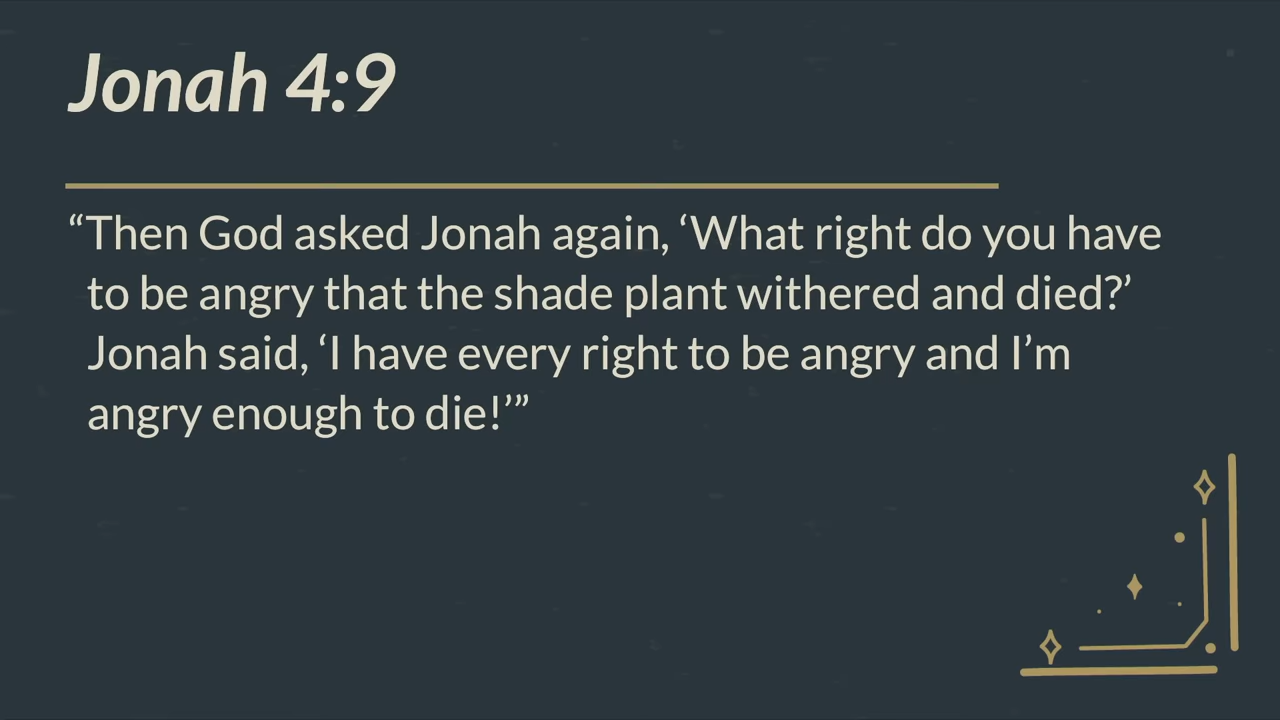 Jonah 4:9
“Then God asked Jonah again, ‘What right do you have
to be angry that the shade plant withered and died?’
Jonah said, ‘I have every right to be angry and I’m
angry enough to die!’”